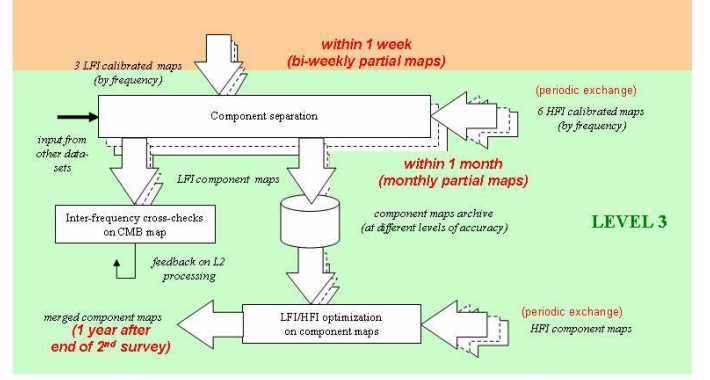 within 1 week
(bi-weekly partial maps)
3 LFI calibrated maps
(by frequency)
(periodic exchange)
Component separation
6 HFI calibrated maps
(by frequency)
input from
other data-
sets
within 1 month
(monthly partial maps)
LFI component maps
Inter-frequency cross-checks
on CMB map
component maps archive
(at different levels of accuracy)
LEVEL 3
feedback on L2
processing
merged component maps
(1 year after
end of 2nd survey)
LFI/HFI optimization
on component maps
(periodic exchange)
HFI component maps